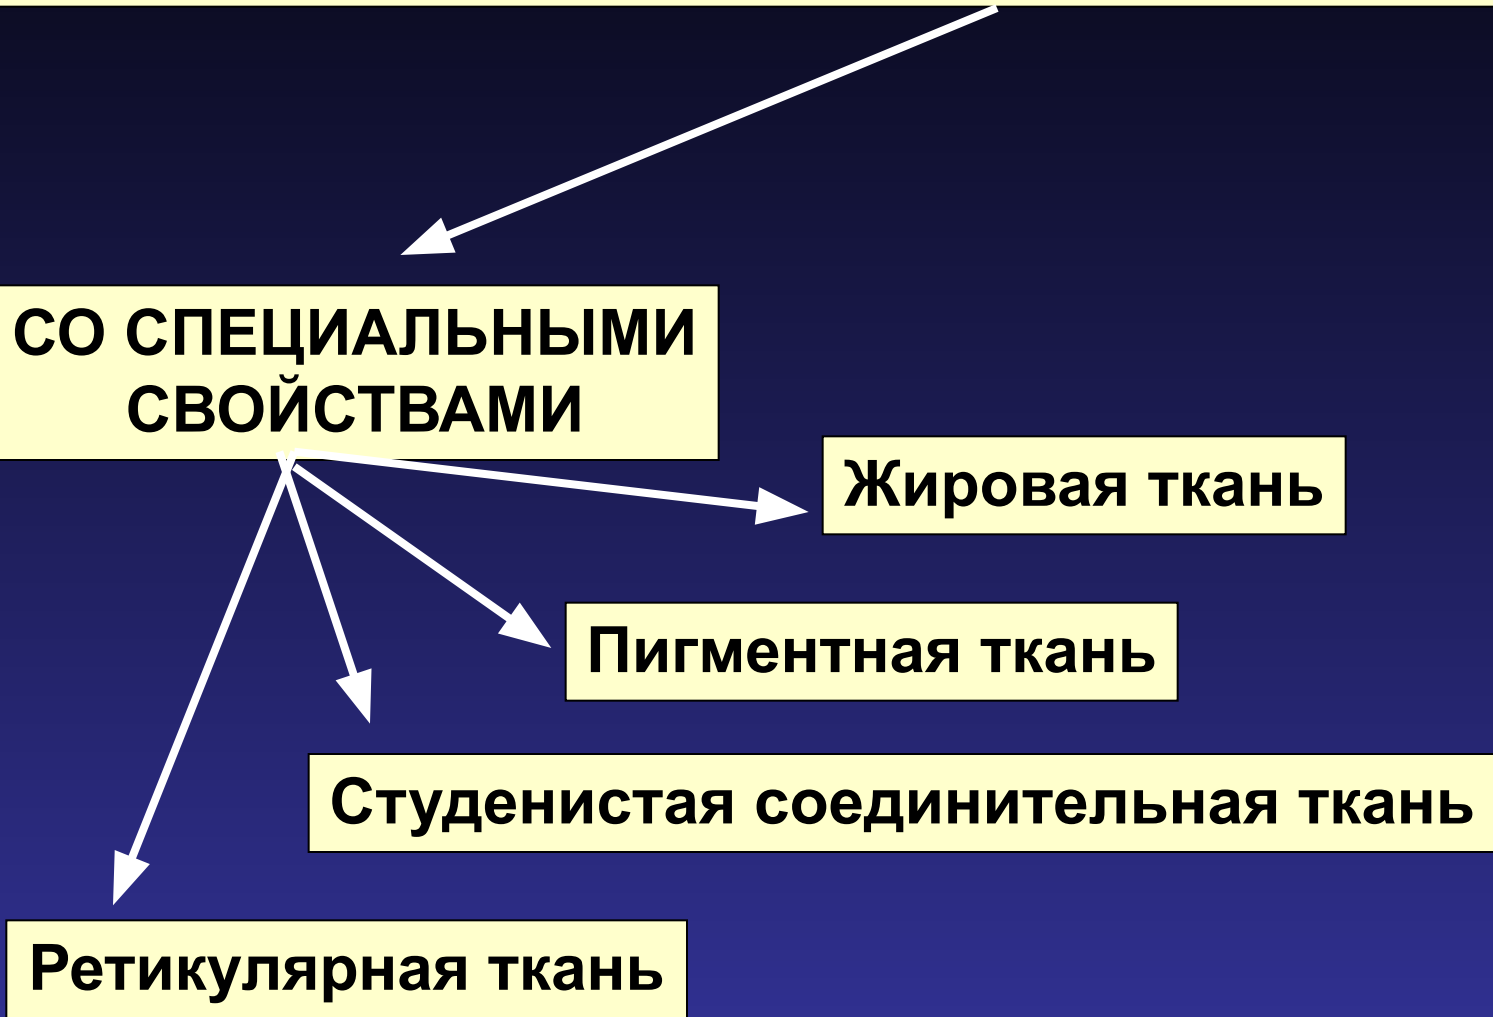 СО СПЕЦИАЛЬНЫМИ
СВОЙСТВАМИ
Жировая ткань
Пигментная ткань
Студенистая соединительная ткань
Ретикулярная ткань